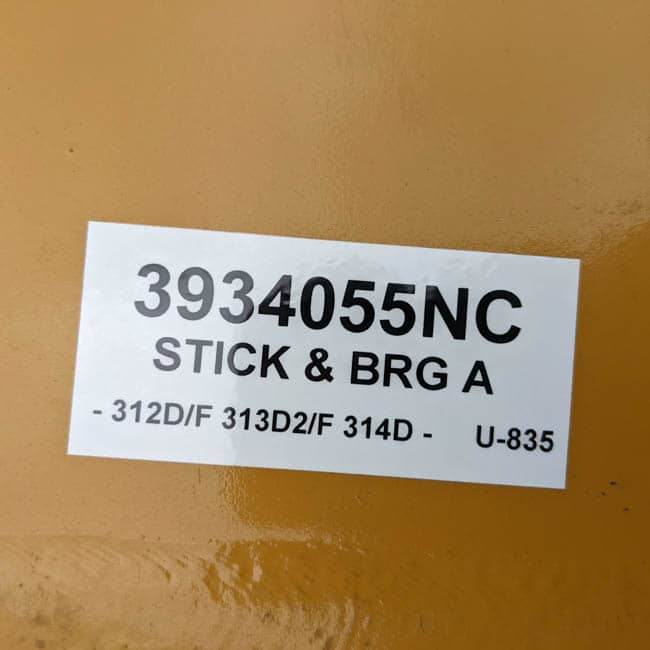 3934055NC
STICK & BRG A
- 312D/F 313D2/F 314D - U-835